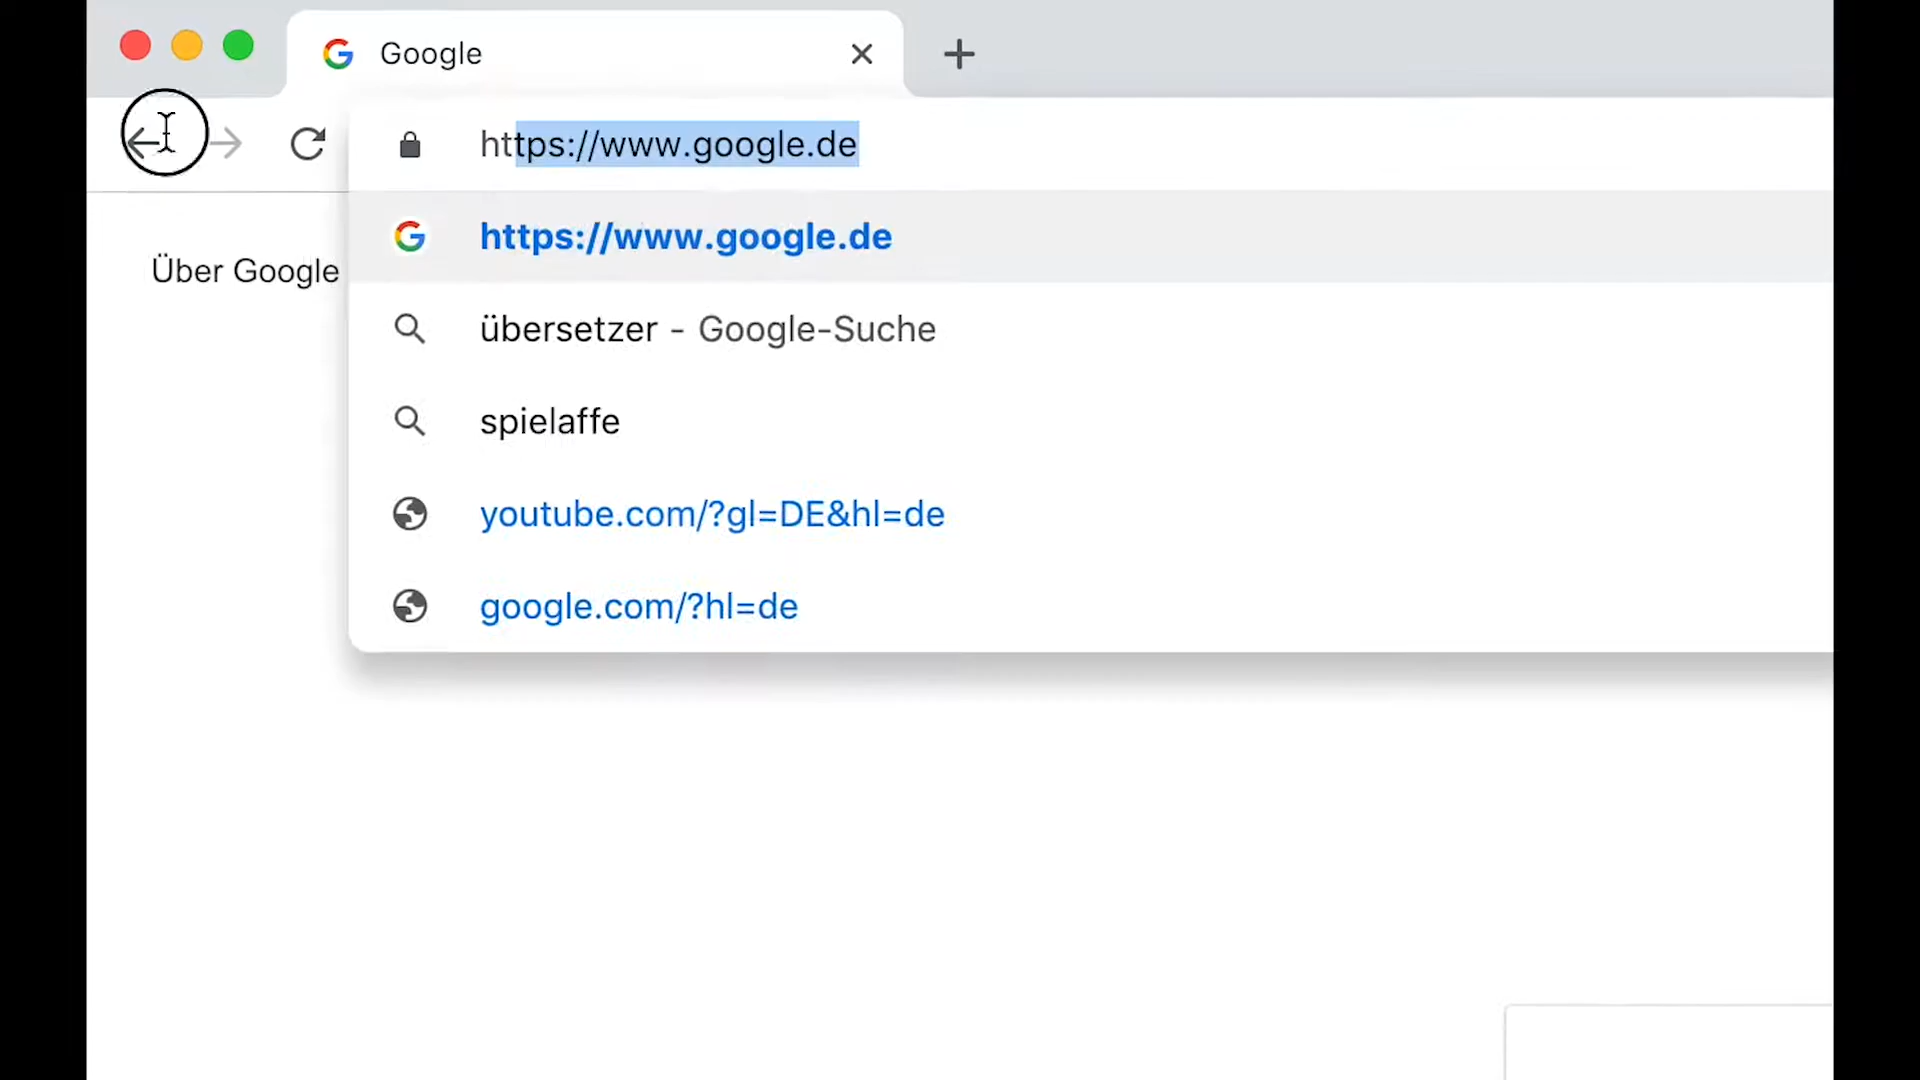 Google
https://www.google.de
https://www.google.de
Über Google
übersetzer - Google-Suche
spielaffe
youtube.com/?gl=DE&hl=de
google.com/?hl=de